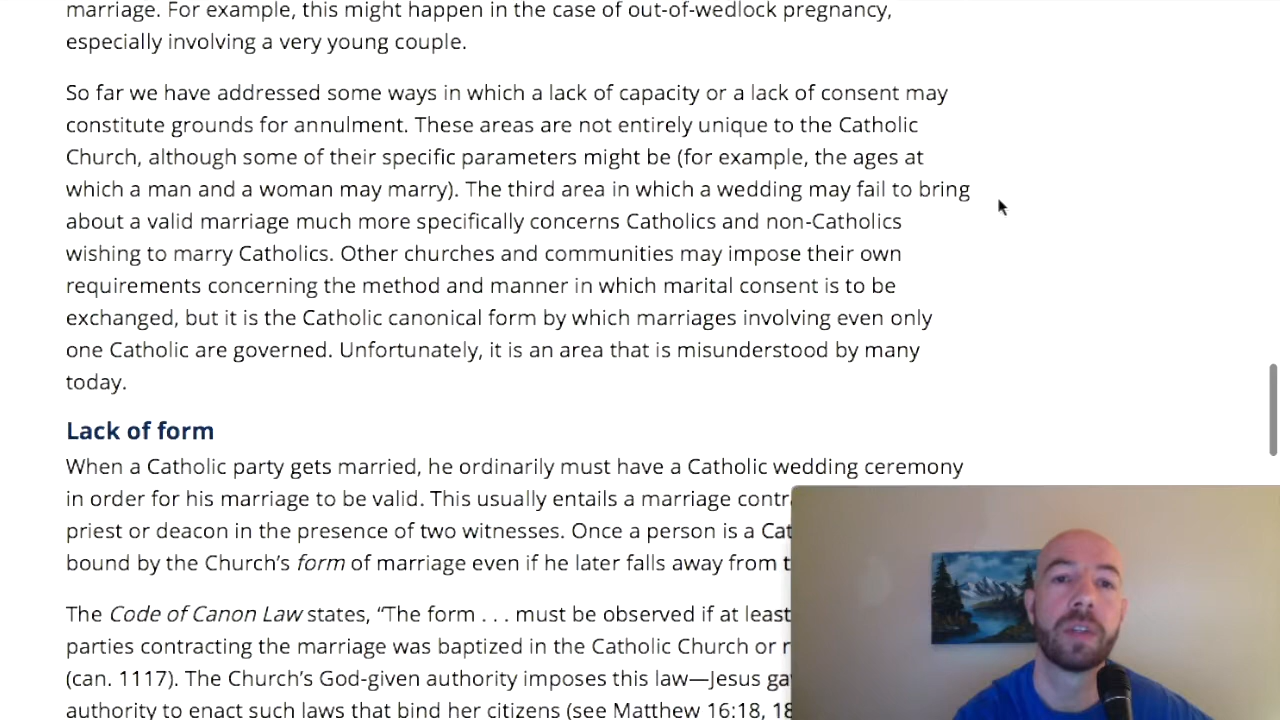 marriage. For example, this might happen in the case of out-of-wedlock pregnancy,
especially involving a very young couple.
So far we have addressed some ways in which a lack of capacity or a lack of consent may
constitute grounds for annulment. These areas are not entirely unique to the Catholic
Church, although some of their specific parameters might be (for example, the ages at
which a man and a woman may marry). The third area in which a wedding may fail to bring
about a valid marriage much more specifically concerns Catholics and non-Catholics
wishing to marry Catholics. Other churches and communities may impose their own
requirements concerning the method and manner in which marital consent is to be
exchanged, but it is the Catholic canonical form by which marriages involving even only
one Catholic are governed. Unfortunately, it is an area that is misunderstood by many
today.
Lack of form
When a Catholic party gets married, he ordinarily must have a Catholic wedding ceremony
in order for his marriage to be valid. This usually entails a marriage
priest or deacon in the presence of two witnesses. Once a person is a
bound by the Church’s form of marriage even if he later falls away from
The Code of Canon Law states, “The form . . . must be observed if at least
parties contracting the marriage was baptized in the Catholic Church or
(can. 1117). The Church’s God-given authority imposes this law—Jesus
authority to enact such laws that bind her citizens (see Matthew 16:18,